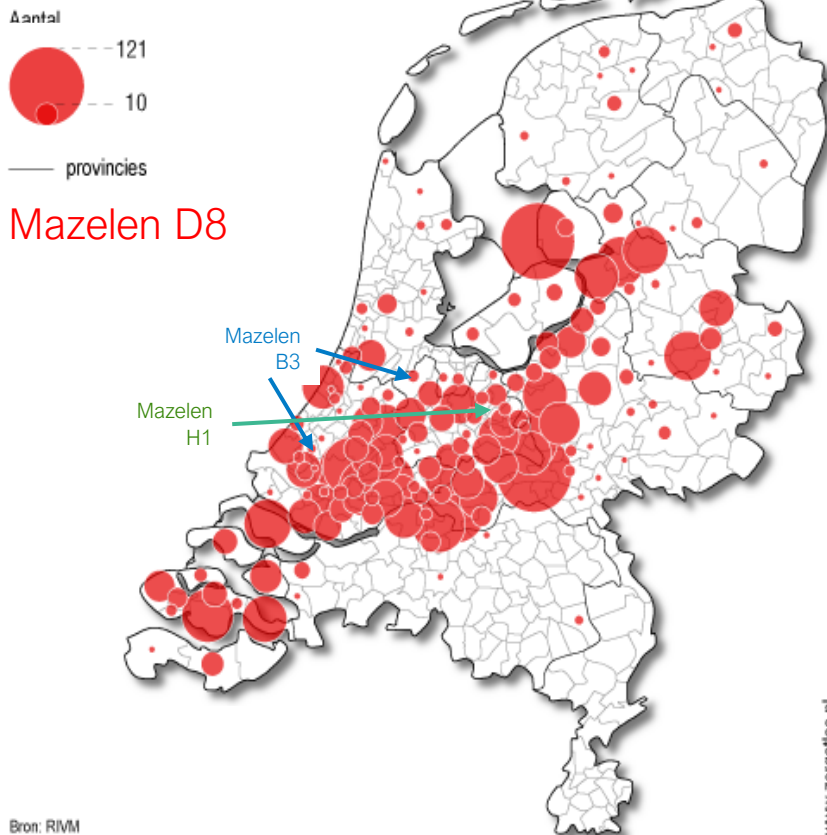 Aantal
121
10
provincies
Mazelen D8
Mazelen
B3
Mazelen
H1
Bron: RIVM